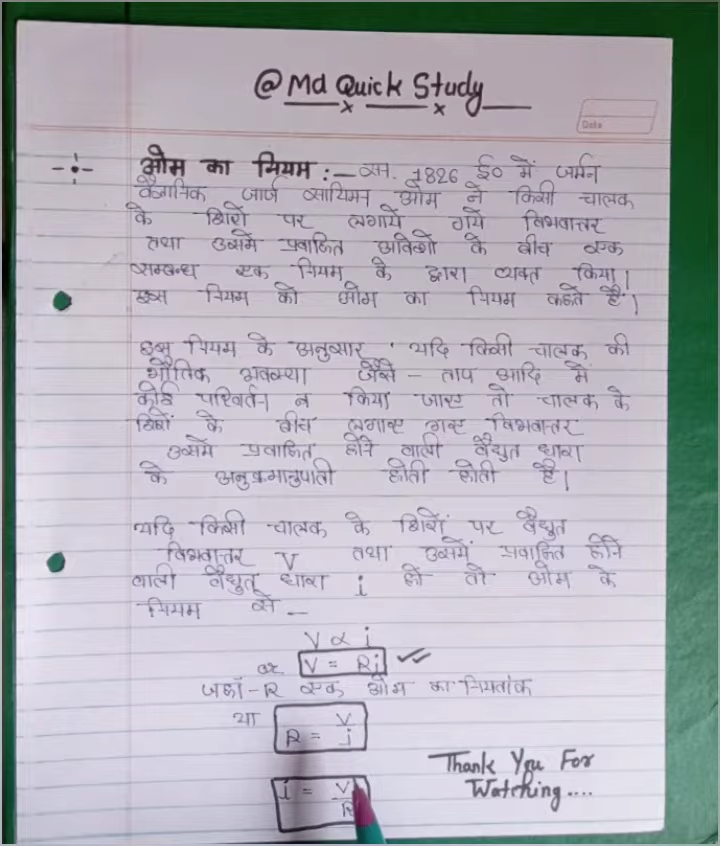 @ Md Quick Study
Date
ओम का नियम :- सन. 1826 ई० में जर्मन
वैज्ञानिक जार्ज सायिमन ओम ने किसी चालक
के सिरों पर लगाये गये विभवान्तर
तथा उसमें प्रवाहित आवेशों के बीच एक
सम्बन्ध एक नियम के द्वारा व्यक्त किया।
इस नियम को ओम का नियम कहते है।
इस नियम के अनुसार ' यदि किसी चालक की
भौतिक अवस्था जैसे - ताप आदि में
कोई परिवर्तन न किया जाए तो चालक के
सिरों के बीच लगाए गए विभवान्तर
उसमें प्रवाहित होने वाली वैद्युत धारा
के अनुक्रमानुपाती होती होती है।
यदि किसी चालक के सिरों पर वैद्युत
विभवान्तर V तथा उसमें प्रवाहित होने
वाली वैद्युत धारा i हो तो ओम के
नियम से -
V ∝ i
or V = Ri
जहाँ - R एक ओम का नियतांक
या R = V/i
i = V/R
Thank You For
Watching....